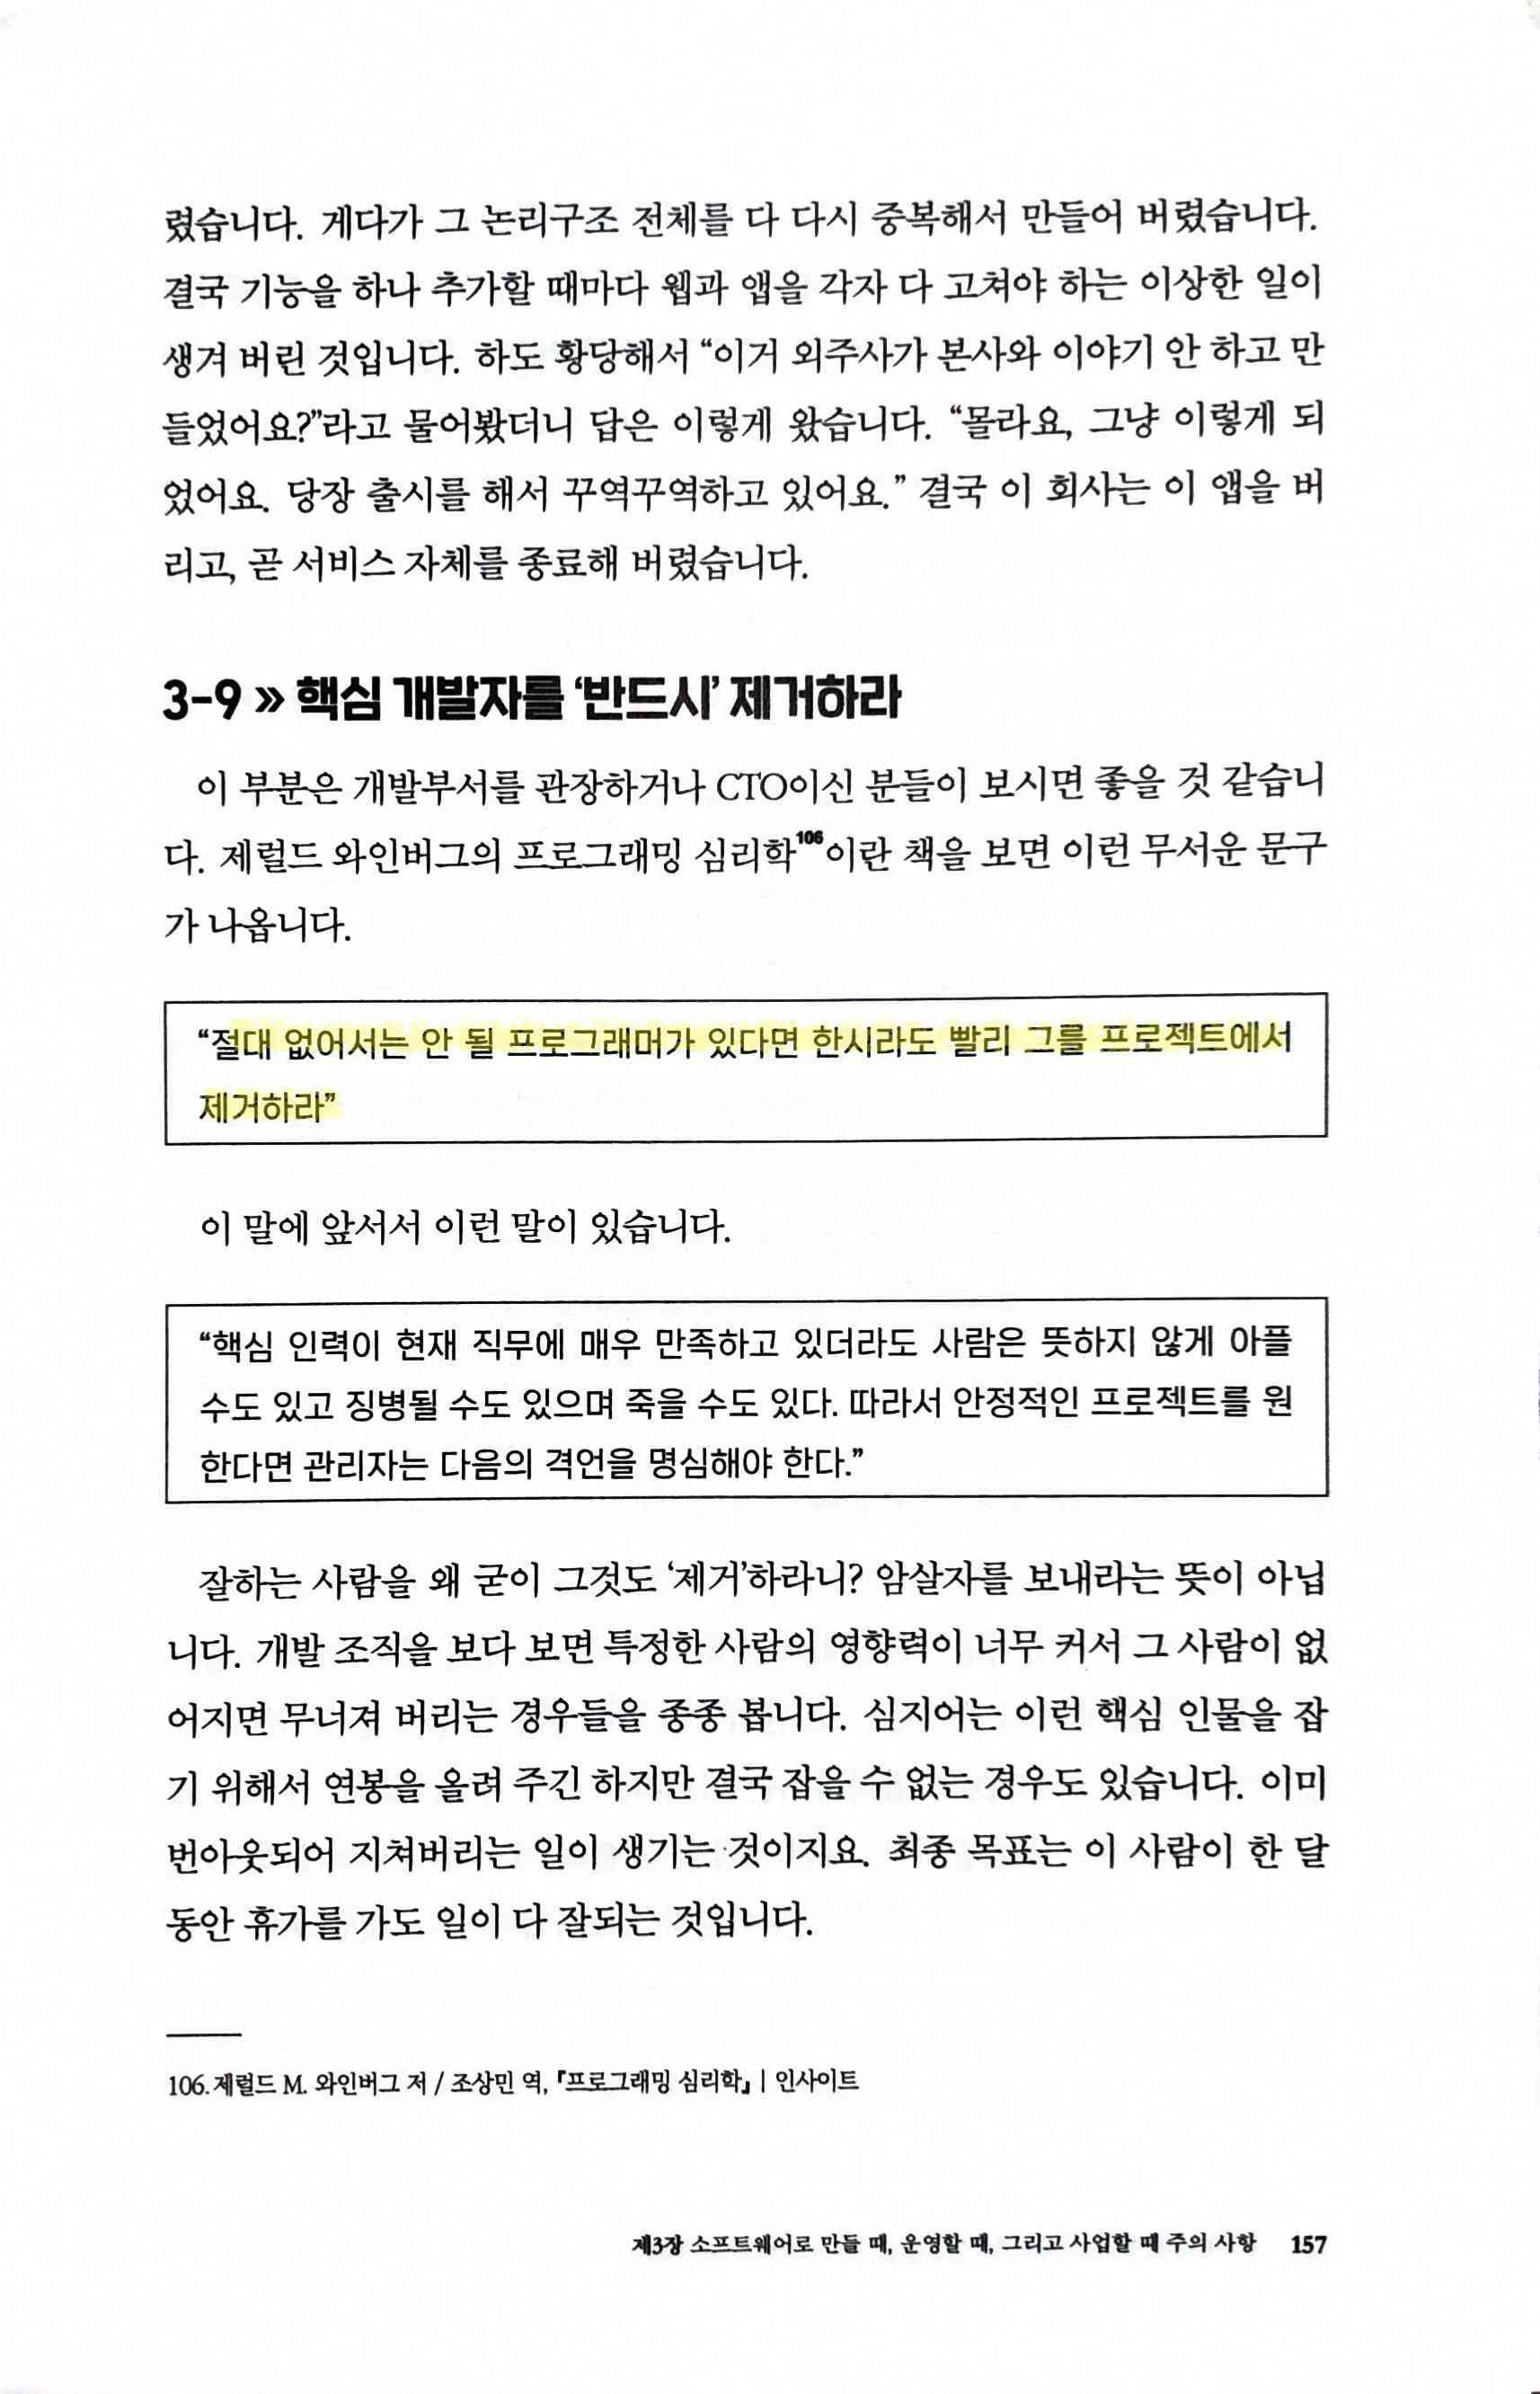 렸습니다. 게다가 그 논리구조 전체를 다 다시 중복해서 만들어 버렸습니다.
결국 기능을 하나 추가할 때마다 웹과 앱을 각자 다 고쳐야 하는 이상한 일이
생겨 버린 것입니다. 하도 황당해서 “이거 외주사가 본사와 이야기 안 하고 만
들었어요?”라고 물어봤더니 답은 이렇게 왔습니다. “몰라요, 그냥 이렇게 되
었어요. 당장 출시를 해서 꾸역꾸역하고 있어요.” 결국 이 회사는 이 앱을 버
리고, 곧 서비스 자체를 종료해 버렸습니다.
3-9 » 핵심 개발자를 ‘반드시’ 제거하라
이 부분은 개발부서를 관장하거나 CTO이신 분들이 보시면 좋을 것 같습니
다. 제럴드 와인버그의 프로그래밍 심리학106이란 책을 보면 이런 무서운 문구
가 나옵니다.
“절대 없어서는 안 될 프로그래머가 있다면 한시라도 빨리 그를 프로젝트에서
제거하라”
이 말에 앞서서 이런 말이 있습니다.
“핵심 인력이 현재 직무에 매우 만족하고 있더라도 사람은 뜻하지 않게 아플
수도 있고 징병될 수도 있으며 죽을 수도 있다. 따라서 안정적인 프로젝트를 원
한다면 관리자는 다음의 격언을 명심해야 한다.”
잘하는 사람을 왜 굳이 그것도 ‘제거’하라니? 암살자를 보내라는 뜻이 아닙
니다. 개발 조직을 보다 보면 특정한 사람의 영향력이 너무 커서 그 사람이 없
어지면 무너져 버리는 경우들을 종종 봅니다. 심지어는 이런 핵심 인물을 잡
기 위해서 연봉을 올려 주긴 하지만 결국 잡을 수 없는 경우도 있습니다. 이미
번아웃되어 지쳐버리는 일이 생기는 것이지요. 최종 목표는 이 사람이 한 달
동안 휴가를 가도 일이 다 잘되는 것입니다.
106. 제럴드 M. 와인버그 저 / 조상민 역, 『프로그래밍 심리학』 | 인사이트
제3장 소프트웨어로 만들 때, 운영할 때, 그리고 사업할 때 주의 사항 157